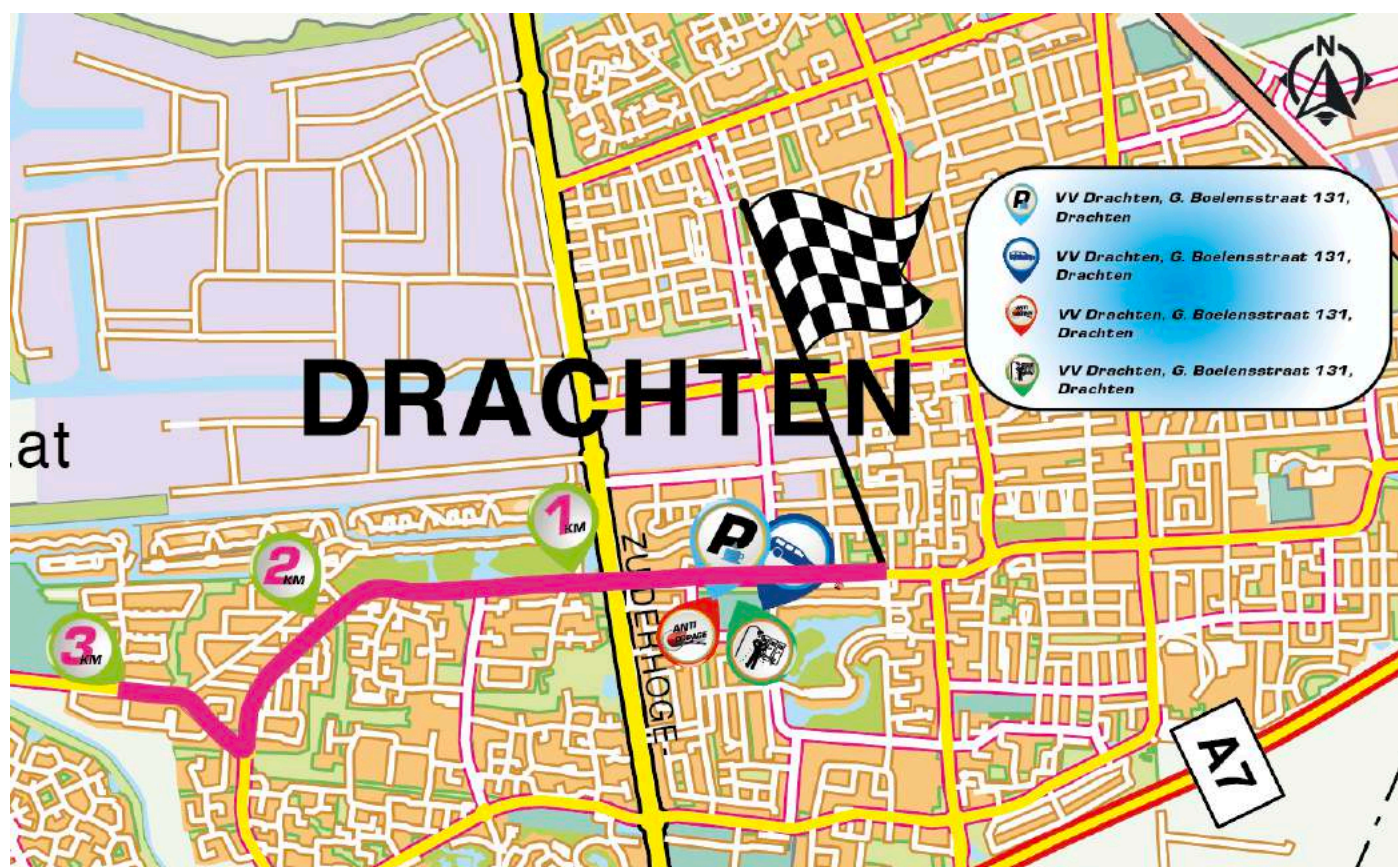 N
P
VV Drachten, G. Boelensstraat 131,
Drachten
VV Drachten, G. Boelensstraat 131,
Drachten
VV Drachten, G. Boelensstraat 131,
Drachten
VV Drachten, G. Boelensstraat 131,
Drachten
DRACHTEN
.at
1
KM
2
KM
3
KM
P
ANTI
DOPAGE
ZUIDERHOGE-
A7